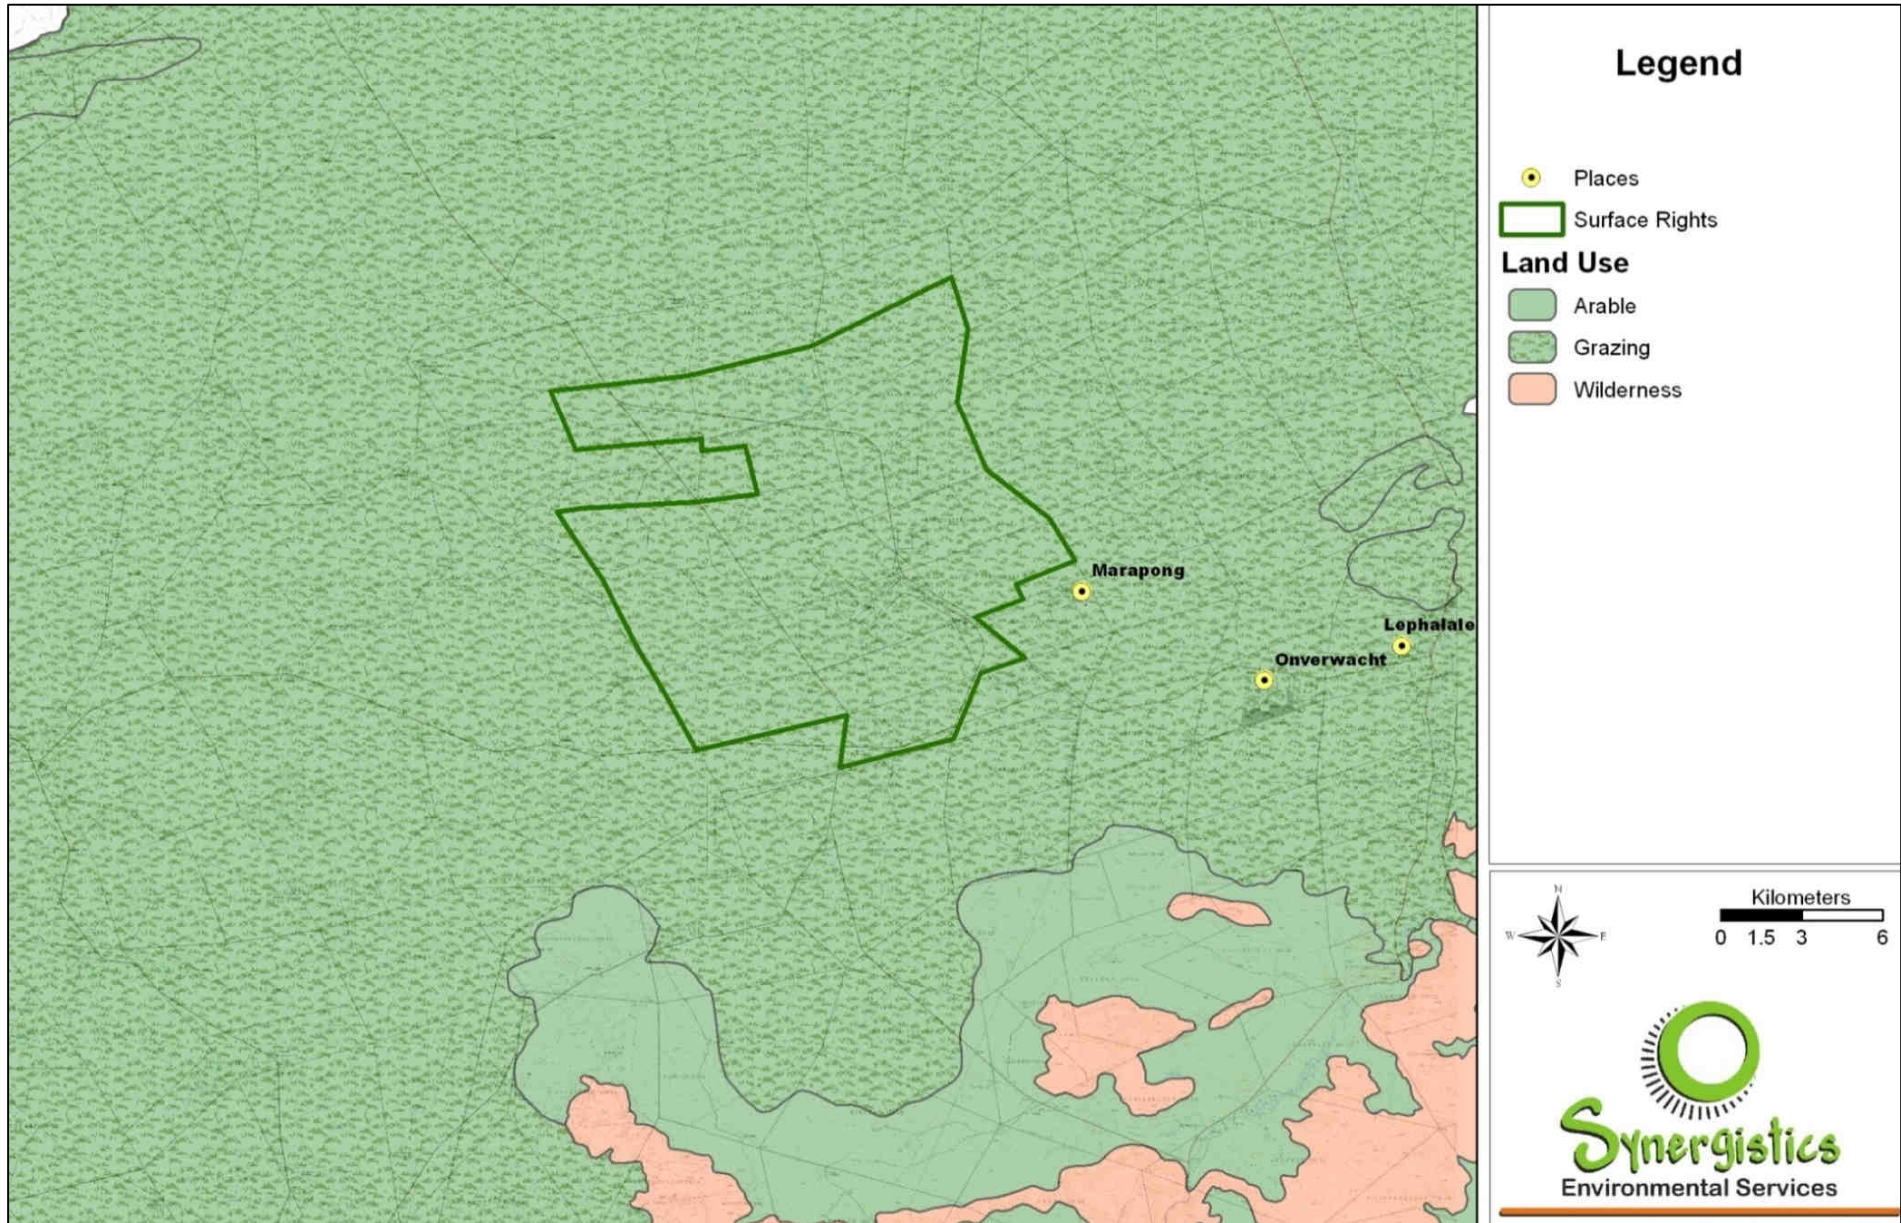 Legend
Places
Surface Rights
Land Use
Arable
Grazing
Wilderness
Marapong
Lephalale
Onverwacht
N
W E
S
Kilometers
0 1.5 3 6
Synergistics
Environmental Services